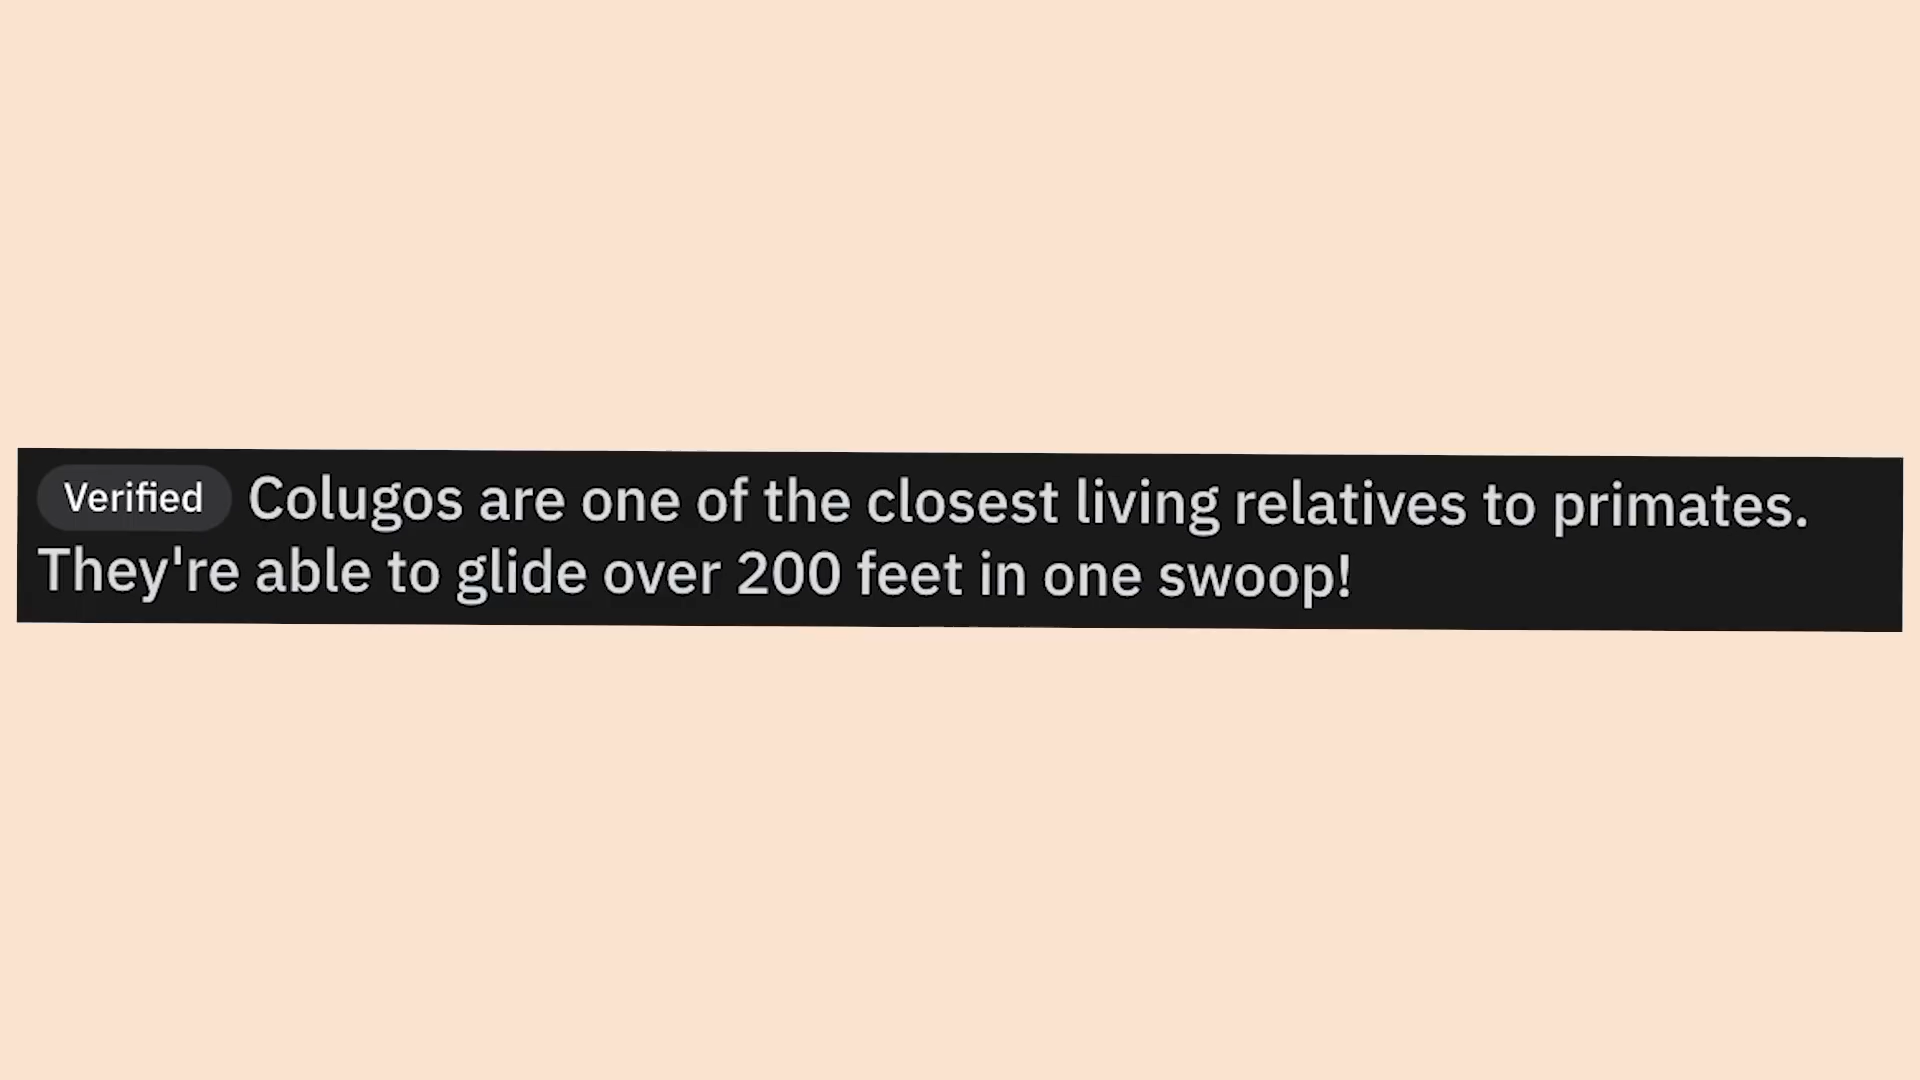 Verified Colugos are one of the closest living relatives to primates.
They're able to glide over 200 feet in one swoop!